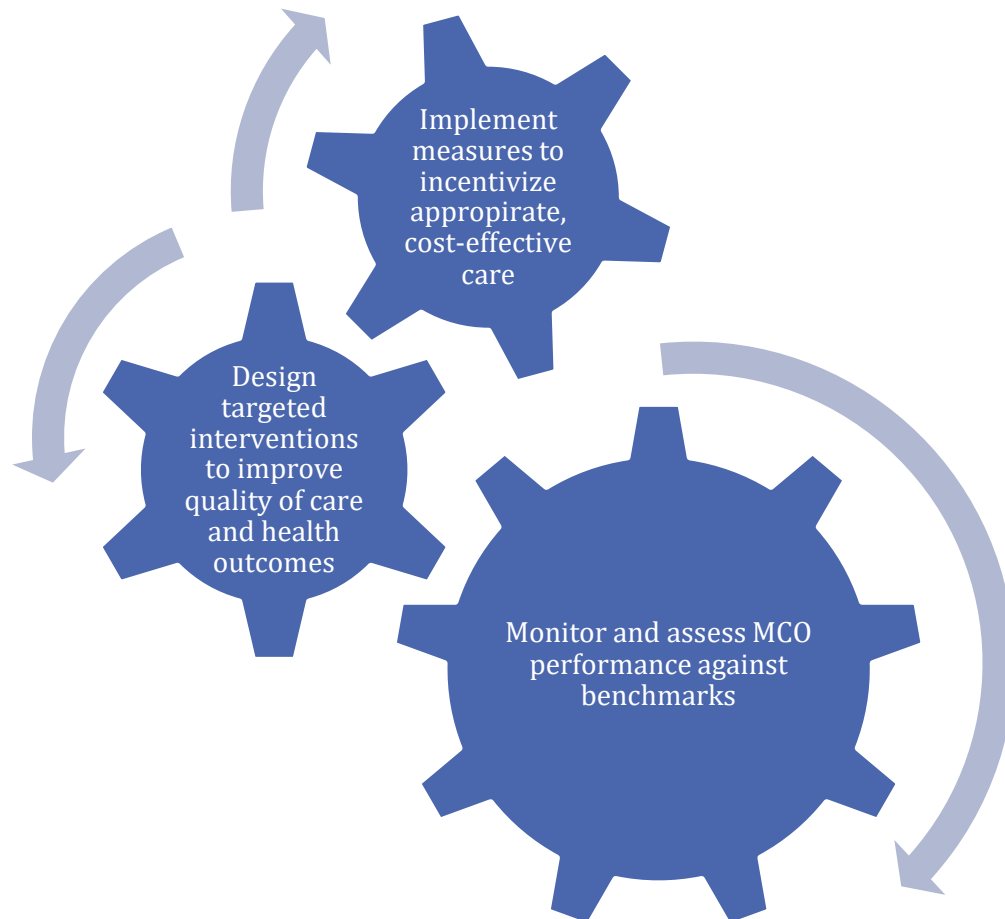 Implement
measures to
incentivize
appropirate,
cost-effective
care
Design
targeted
interventions
to improve
quality of care
and health
outcomes
Monitor and assess MCO
performance against
benchmarks